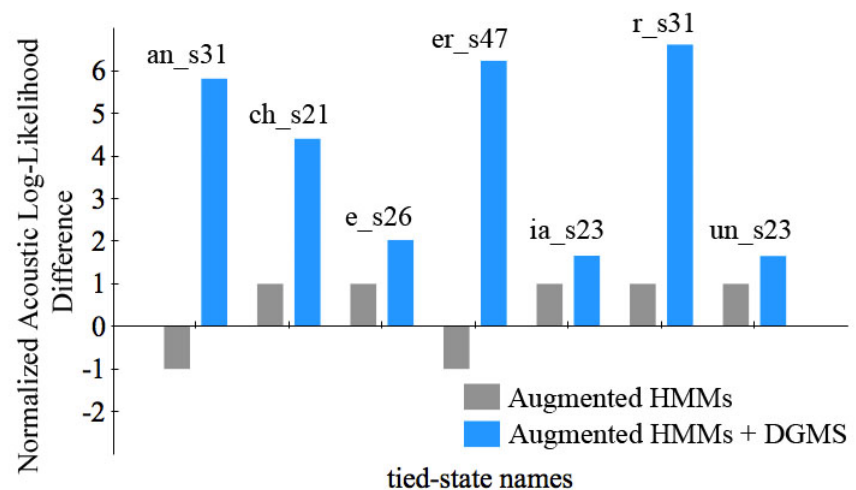 Normalized Acoustic Log-Likelihood
Difference
6
5
4
3
2
1
0
-1
-2
an_s31
ch_s21
e_s26
er_s47
ia_s23
r_s31
un_s23
Augmented HMMs
Augmented HMMs + DGMS
tied-state names